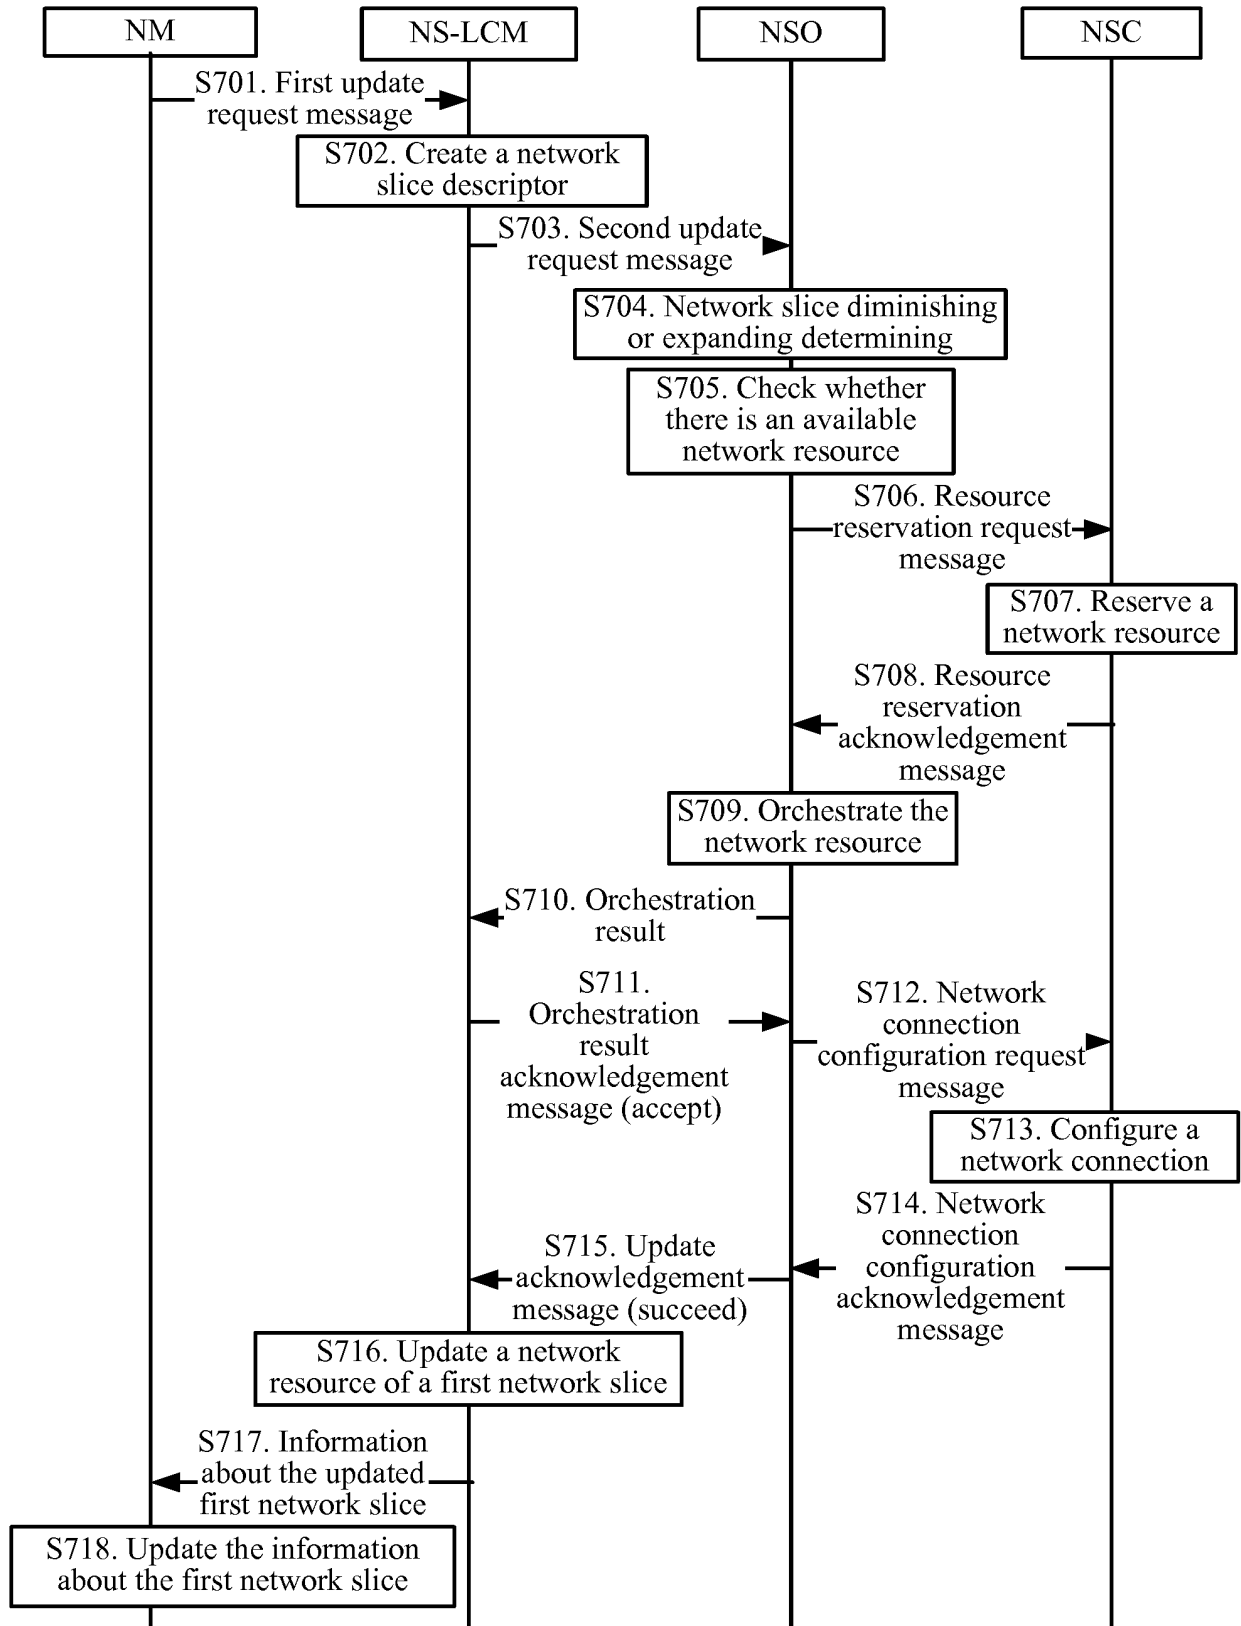 NM
NS-LCM
NSO
NSC
S701. First update
request message
S702. Create a network
slice descriptor
S703. Second update
request message
S704. Network slice diminishing
or expanding determining
S705. Check whether
there is an available
network resource
S706. Resource
reservation request
message
S707. Reserve a
network resource
S708. Resource
reservation
acknowledgement
message
S709. Orchestrate the
network resource
S710. Orchestration
result
S711.
Orchestration
result
acknowledgement
message (accept)
S712. Network
connection
configuration request
message
S713. Configure a
network connection
S714. Network
connection
configuration
acknowledgement
message
S715. Update
acknowledgement
message (succeed)
S716. Update a network
resource of a first network slice
S717. Information
about the updated
first network slice
S718. Update the information
about the first network slice